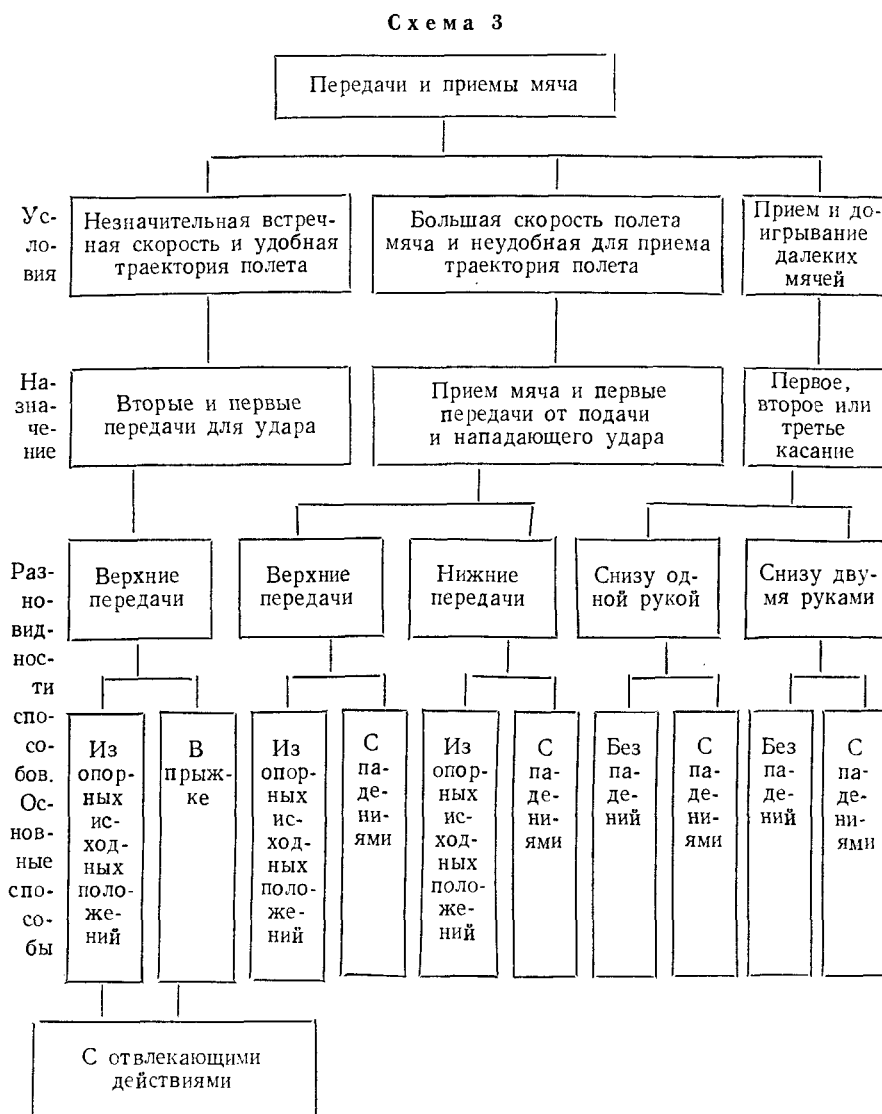 Схема 3
Передачи и приемы мяча
Ус-
ло-
вия
Незначительная встреч-
ная скорость и удобная
траектория полета
Большая скорость полета
мяча и неудобная для приема
траектория полета
Прием и до-
игрывание
далеких
мячей
На-
зна-
че-
ние
Вторые и первые
передачи для удара
Прием мяча и первые
передачи от подачи
и нападающего удара
Первое,
второе или
третье
касание
Раз-
но-
вид-
нос-
ти
спо-
со-
бов.
Ос-
нов-
ные
спо-
со-
бы
Верхние
передачи
Верхние
передачи
Нижние
передачи
Снизу од-
ной рукой
Снизу дву-
мя руками
Из
опор-
ных
ис-
ход-
ных
поло-
же-
ний
В
прыж-
ке
Из
опор-
ных
ис-
ход-
ных
поло-
же-
ний
С
па-
де-
ни-
ями
Из
опор-
ных
ис-
ход-
ных
поло-
же-
ний
С
па-
де-
ни-
ями
Без
па-
де-
ний
С
па-
де-
ни-
ями
Без
па-
де-
ний
С
па-
де-
ни-
ями
С отвлекающими
действиями